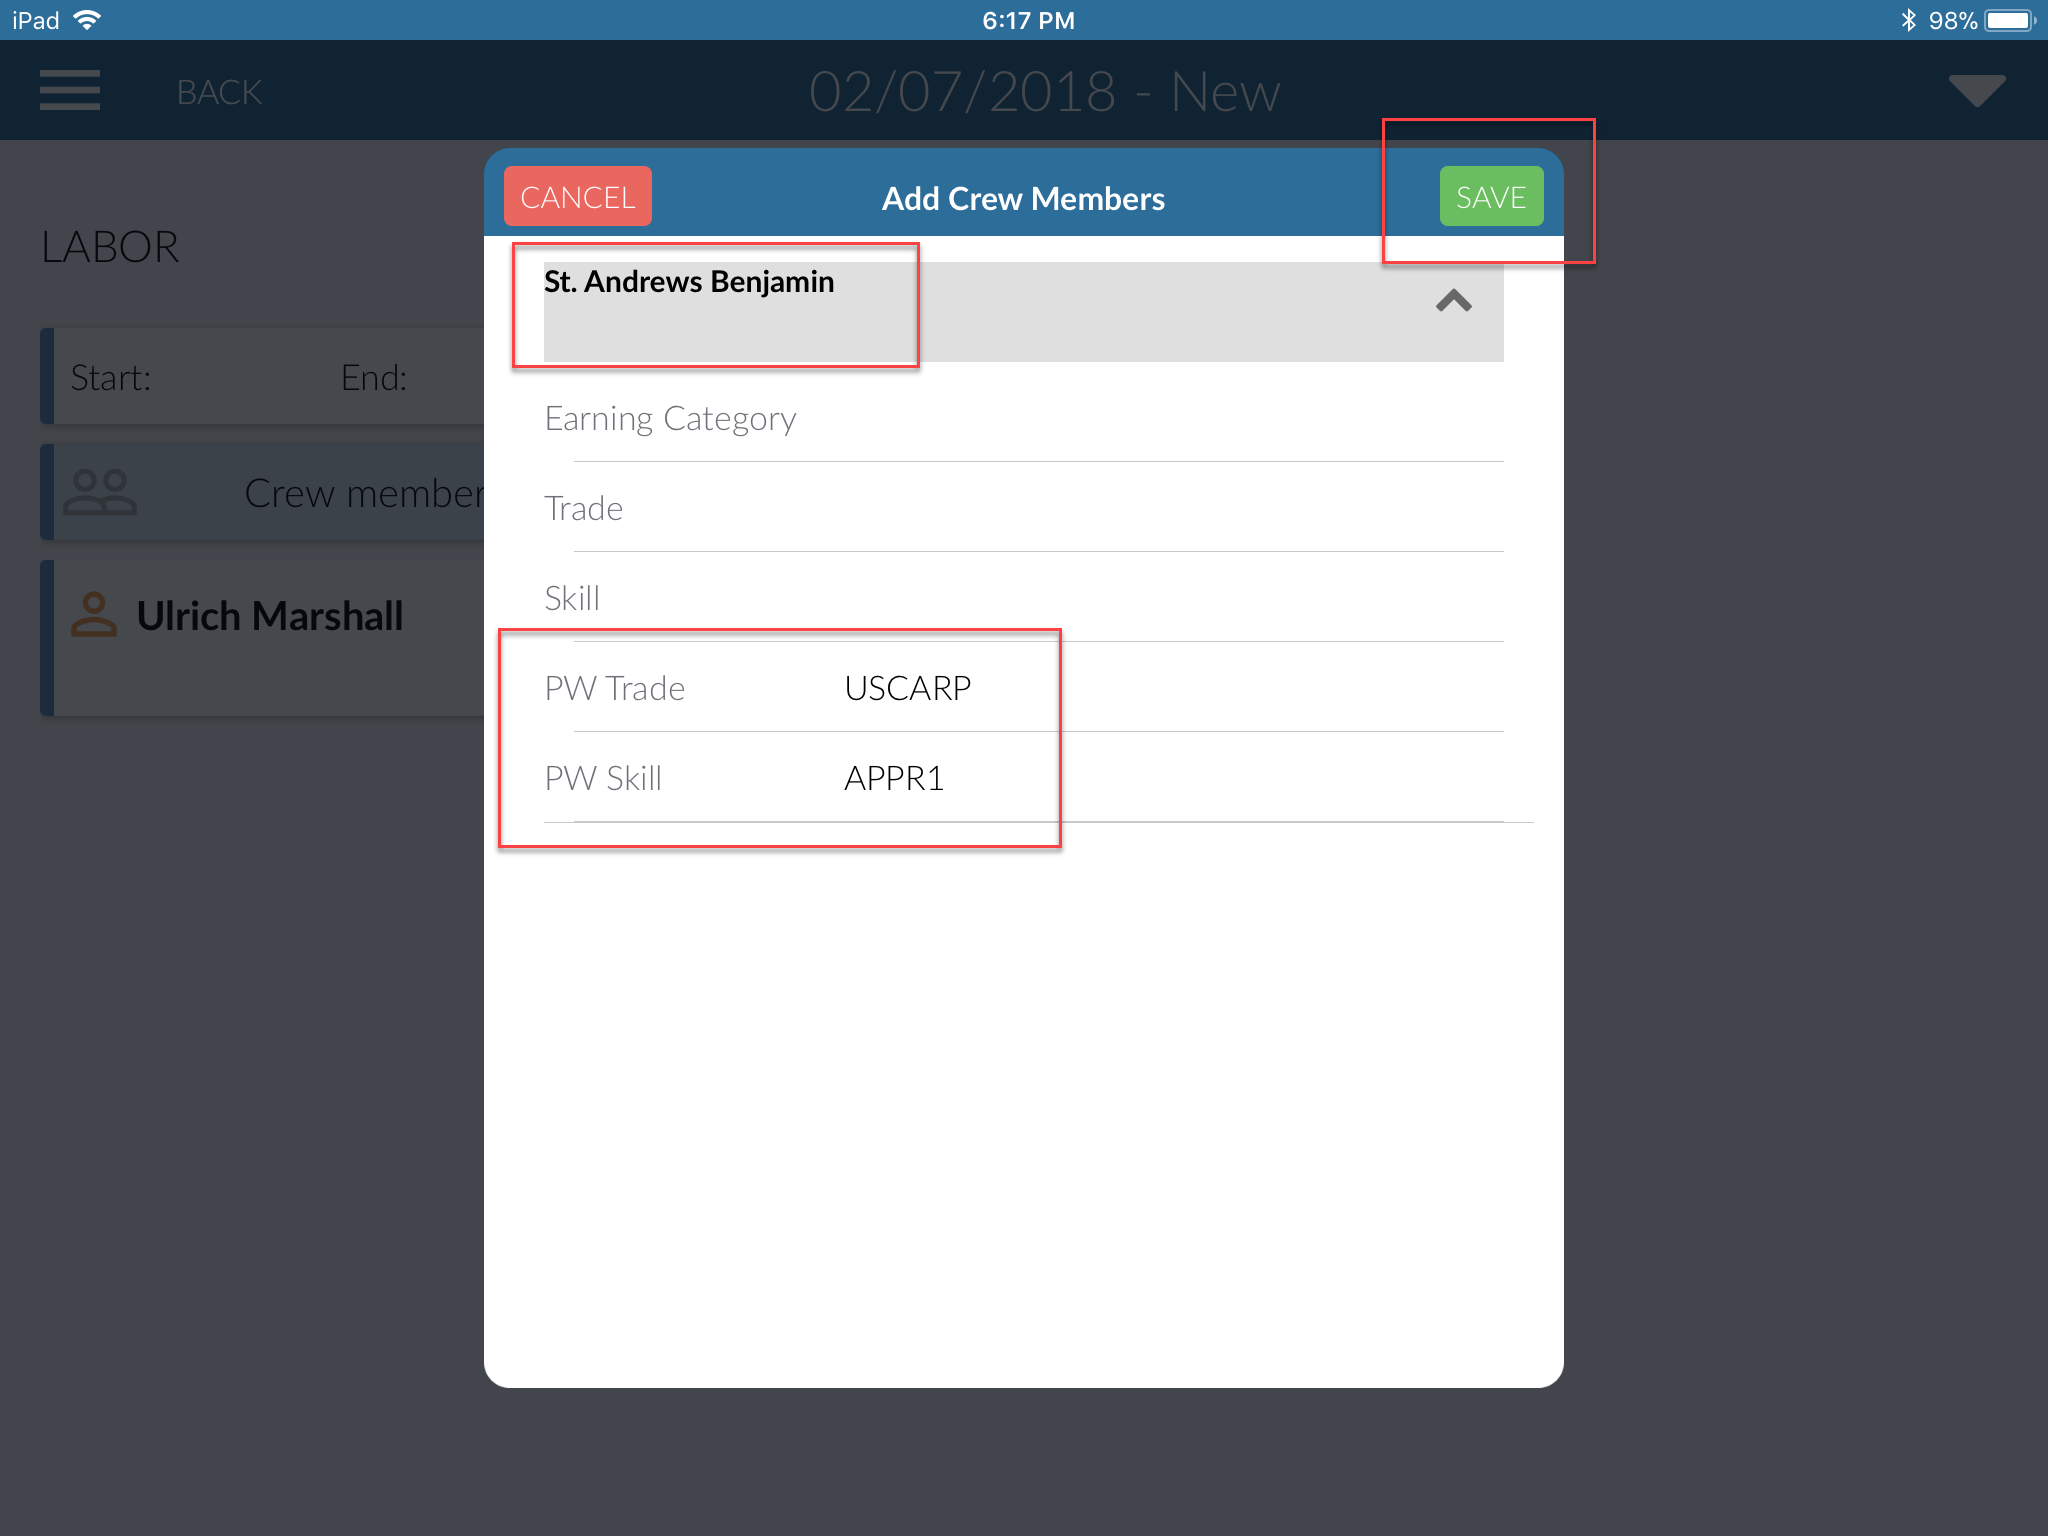 iPad 6:17 PM 98%
BACK 02/07/2018 - New
CANCEL Add Crew Members SAVE
LABOR
St. Andrews Benjamin
Start: End:
Earning Category
Crew member
Trade
Skill
Ulrich Marshall
PW Trade USCARP
PW Skill APPR1